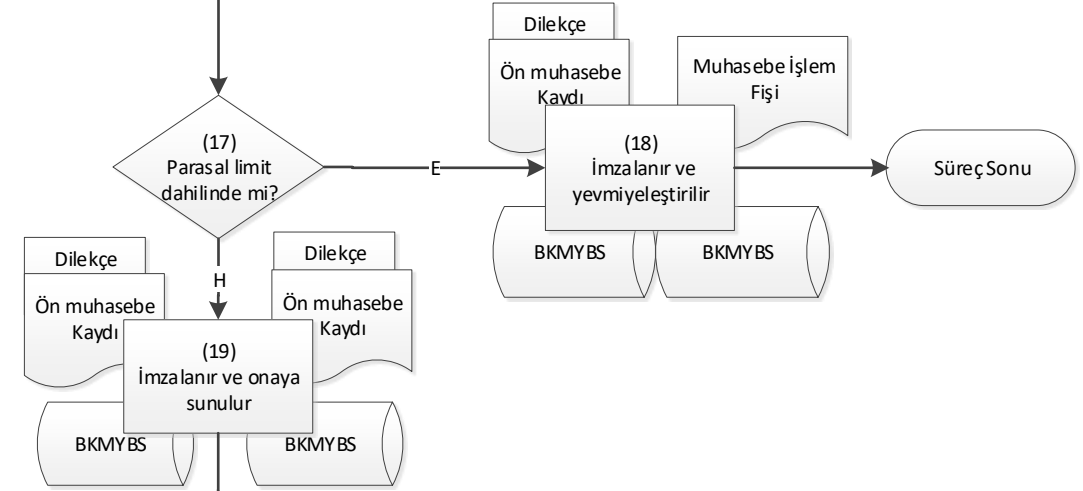 Dilekçe
Ön muhasebe
Kaydı
Muhasebe İşlem
Fişi
(17)
Parasal limit
dahilinde mi?
E
(18)
İmzalanır ve
yevmiyeleştirilir
Süreç Sonu
BKMYBS
BKMYBS
H
Dilekçe
Ön muhasebe
Kaydı
Dilekçe
Ön muhasebe
Kaydı
(19)
İmzalanır ve onaya
sunulur
BKMYBS
BKMYBS